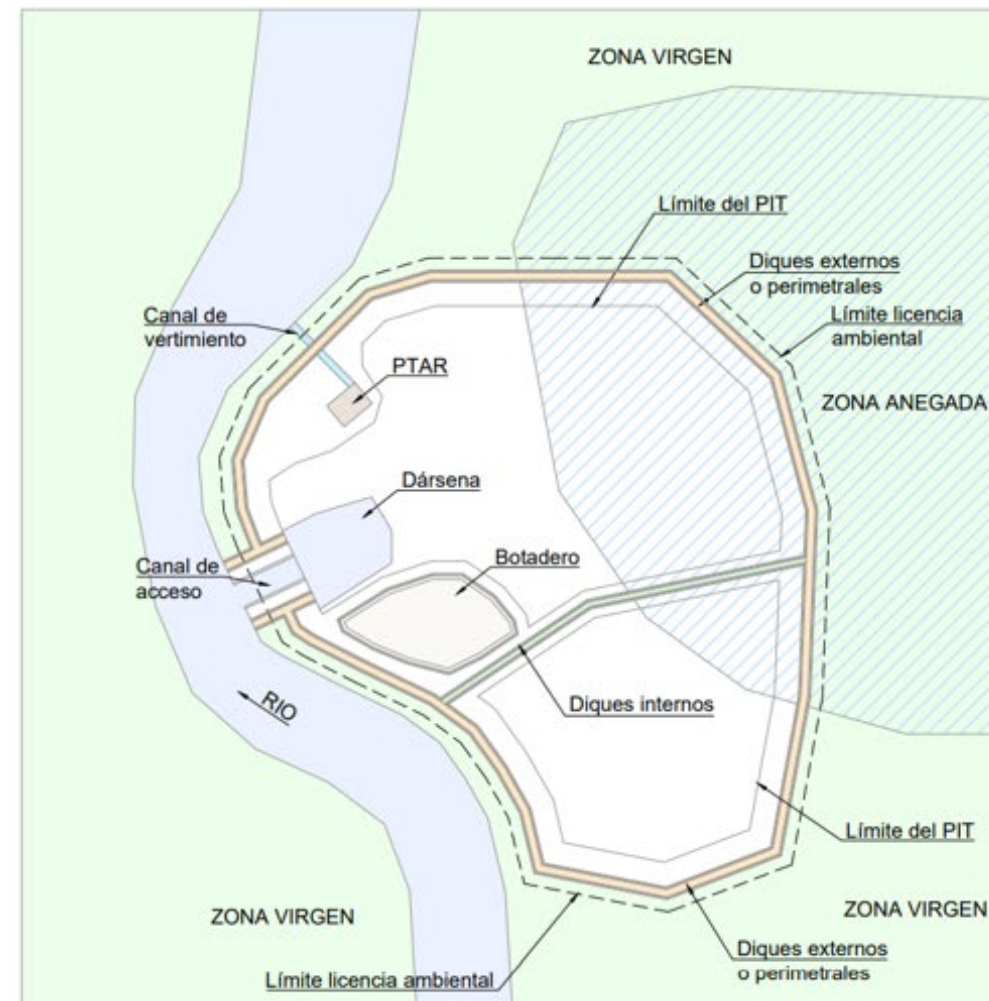 ZONA VIRGEN
Límite del PIT
Diques externos
o perimetrales
Límite licencia
ambiental
Canal de
vertimiento
PTAR
ZONA ANEGADA
Dársena
Botadero
Canal de
acceso
RIO
Diques internos
Límite del PIT
ZONA VIRGEN
ZONA VIRGEN
Diques externos
o perimetrales
Límite licencia ambiental